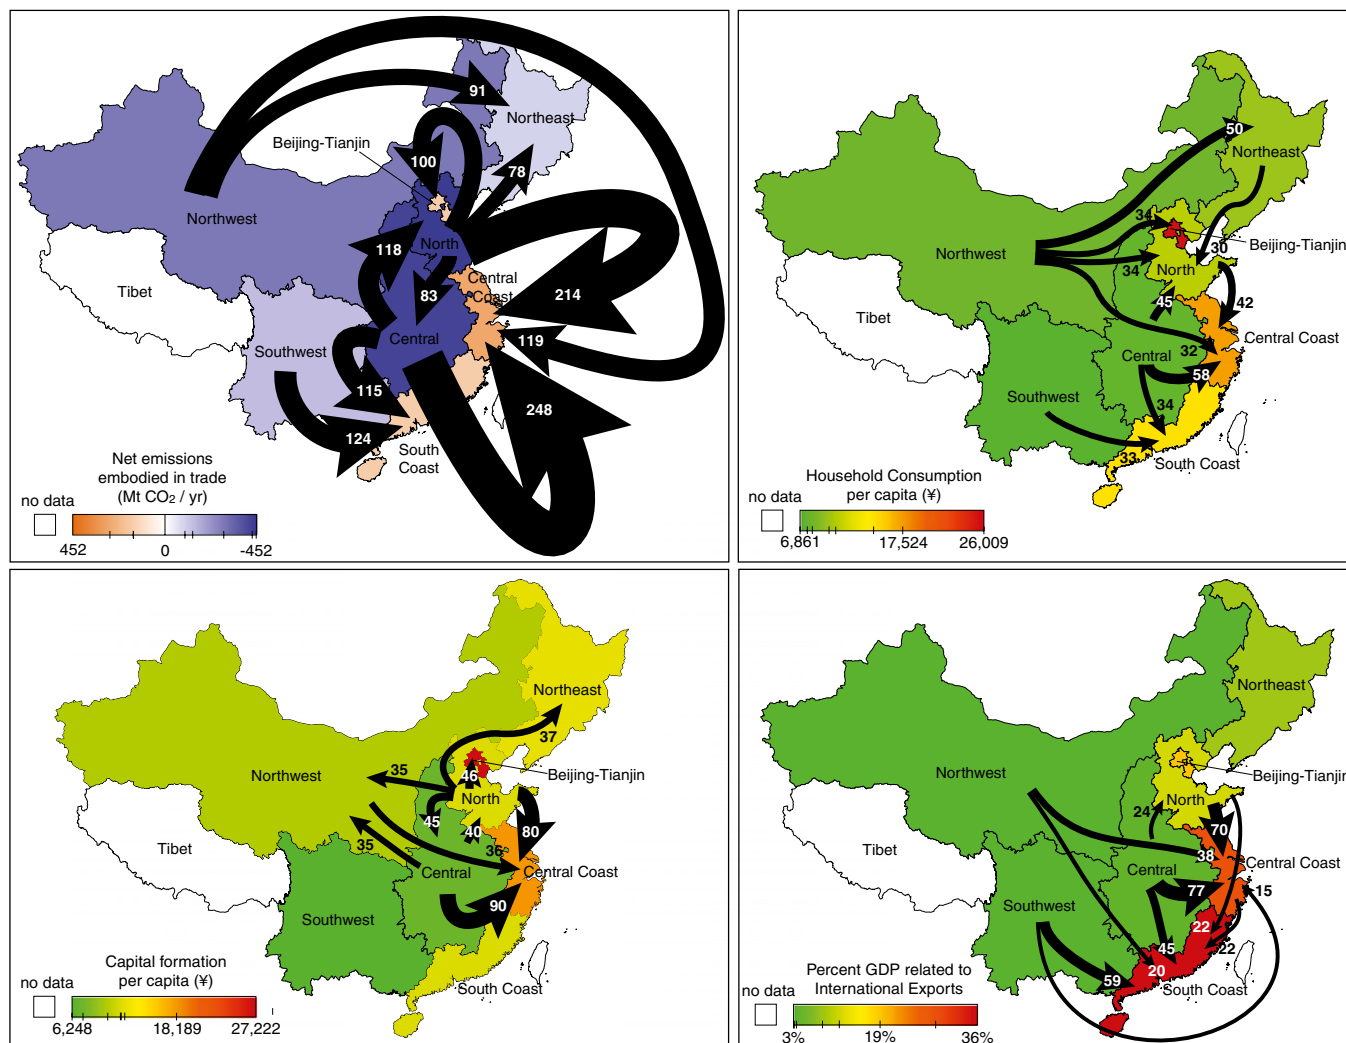 91
Northeast
Beijing-Tianjin
100
78
Northwest
118
North
Tibet
83
Central
Coast
214
Southwest
Central
119
115
248
124
South
Coast
Net emissions
embodied in trade
(Mt CO2 / yr)
no data
452
0
-452
50
Northeast
34
Northwest
30
Beijing-Tianjin
34
North
Tibet
45
42
Central Coast
Central
32
58
Southwest
34
33
South Coast
Household Consumption
per capita (¥)
no data
6,861
17,524
26,009
Northeast
37
35
Northwest
46
Beijing-Tianjin
North
45
40
80
Tibet
35
36
Central
Central Coast
90
Southwest
Capital formation
per capita (¥)
no data
South Coast
6,248
18,189
27,222
Northeast
Northwest
Beijing-Tianjin
North
24
70
Tibet
38
Central Coast
Central
77
15
Southwest
22
45
22
20
59
South Coast
Percent GDP related to
International Exports
no data
3%
19%
36%